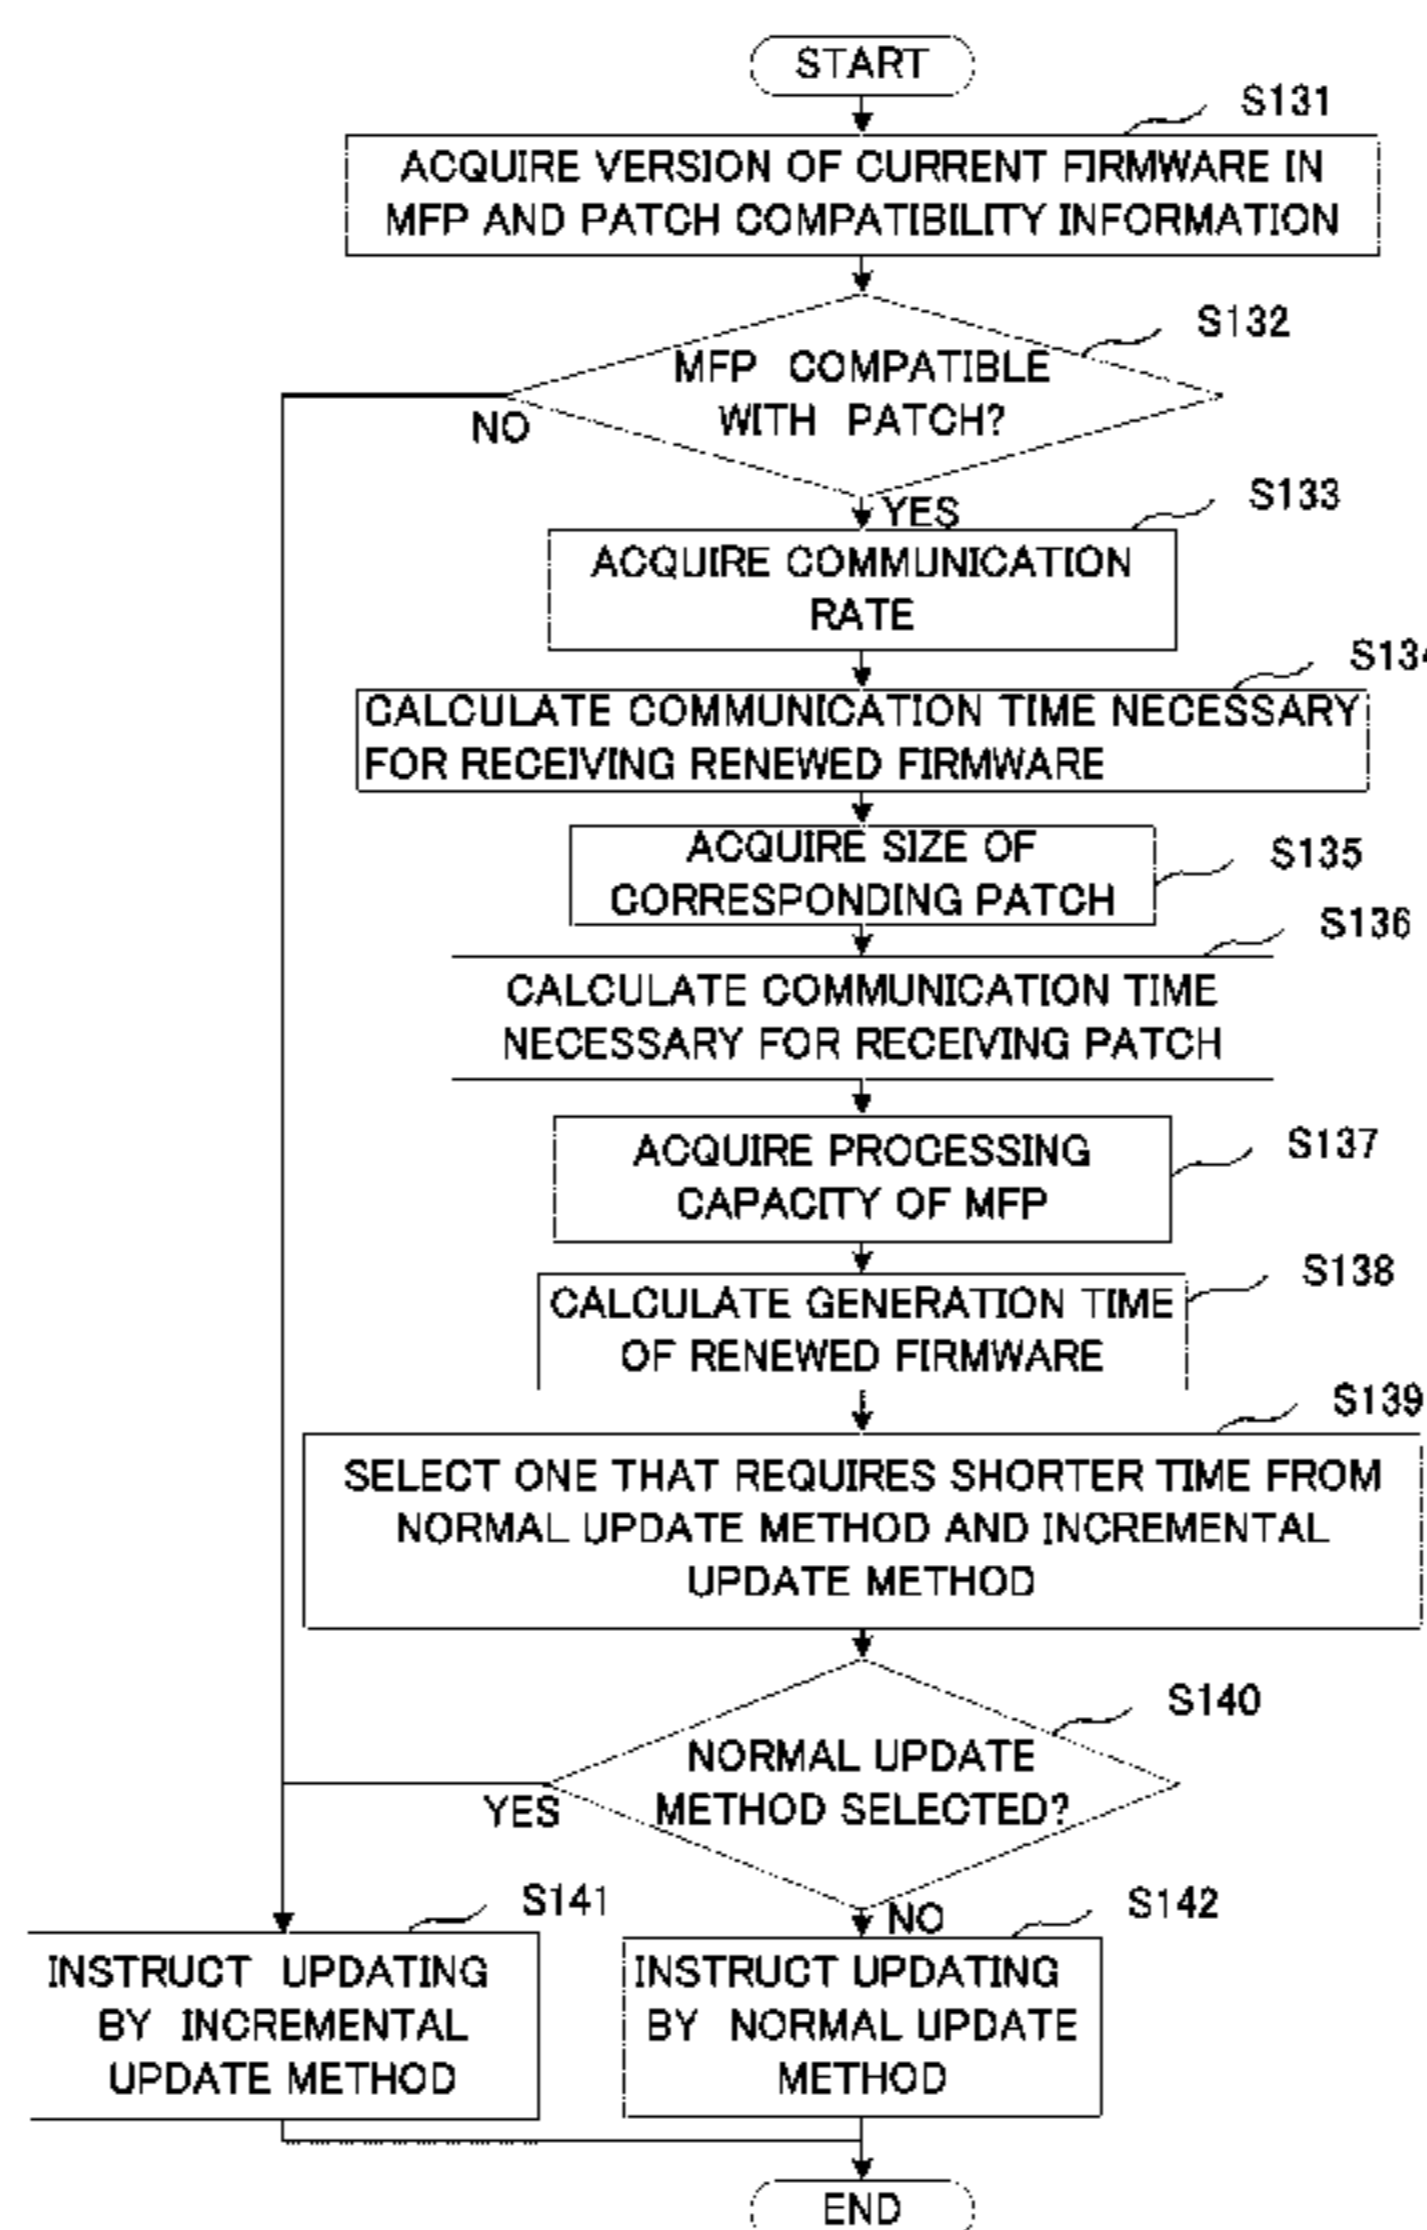 START
S131
ACQUIRE VERSION OF CURRENT FIRMWARE IN
MFP AND PATCH COMPATIBILITY INFORMATION
S132
MFP COMPATIBLE
WITH PATCH?
NO
YES
S133
ACQUIRE COMMUNICATION
RATE
S134
CALCULATE COMMUNICATION TIME NECESSARY
FOR RECEIVING RENEWED FIRMWARE
ACQUIRE SIZE OF
CORRESPONDING PATCH
S135
S136
CALCULATE COMMUNICATION TIME
NECESSARY FOR RECEIVING PATCH
ACQUIRE PROCESSING
CAPACITY OF MFP
S137
S138
CALCULATE GENERATION TIME
OF RENEWED FIRMWARE
S139
SELECT ONE THAT REQUIRES SHORTER TIME FROM
NORMAL UPDATE METHOD AND INCREMENTAL
UPDATE METHOD
S140
NORMAL UPDATE
METHOD SELECTED?
YES
NO
S141
INSTRUCT UPDATING
BY INCREMENTAL
UPDATE METHOD
S142
INSTRUCT UPDATING
BY NORMAL UPDATE
METHOD
END